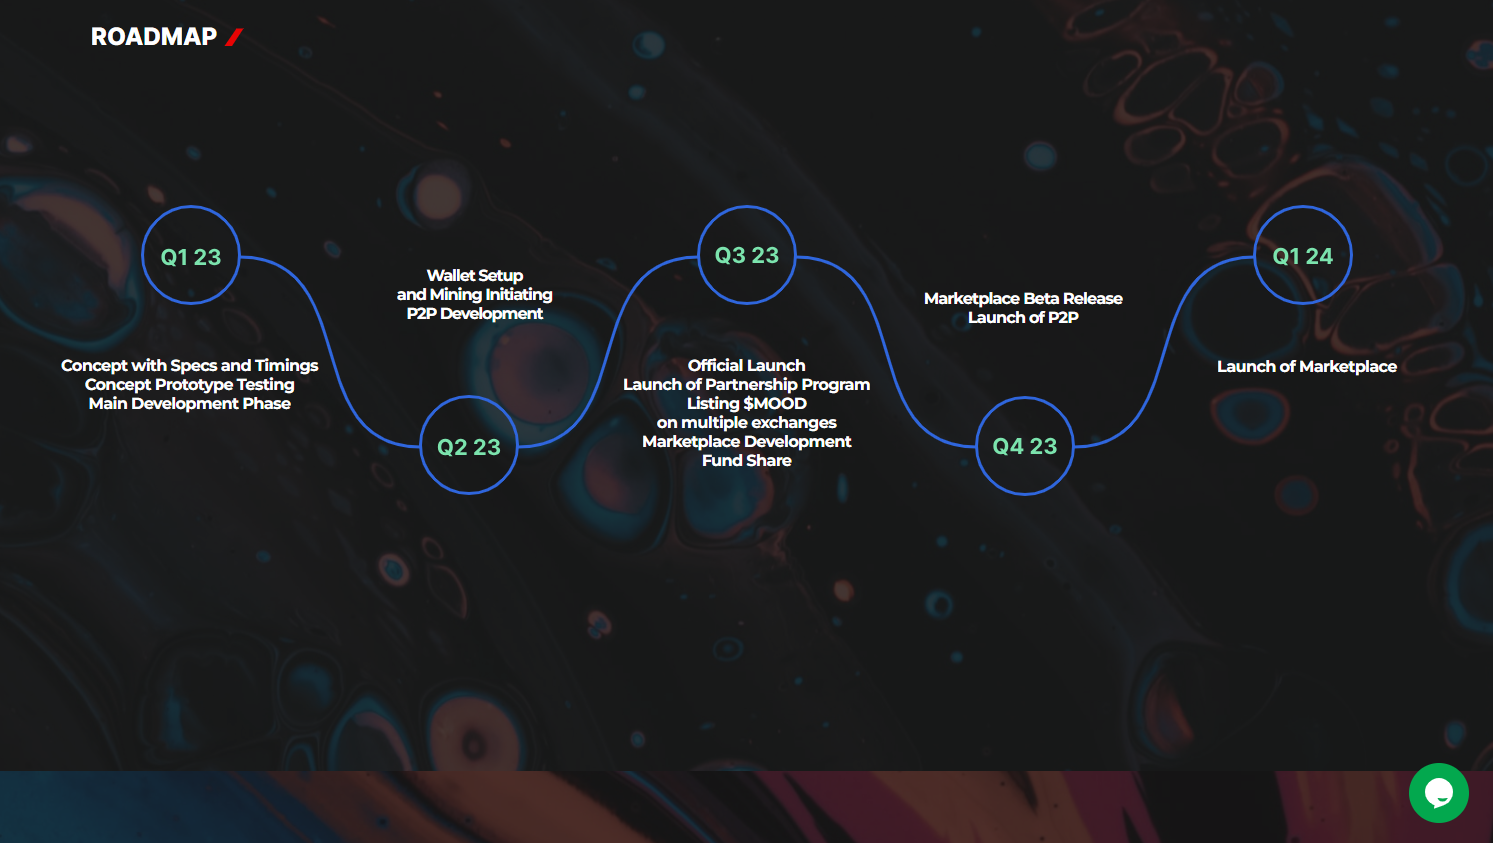 ROADMAP
Q1 23
Concept with Specs and Timings
Concept Prototype Testing
Main Development Phase
Wallet Setup
and Mining Initiating
P2P Development
Q2 23
Q3 23
Official Launch
Launch of Partnership Program
Listing $MOOD
on multiple exchanges
Marketplace Development
Fund Share
Marketplace Beta Release
Launch of P2P
Q4 23
Q1 24
Launch of Marketplace